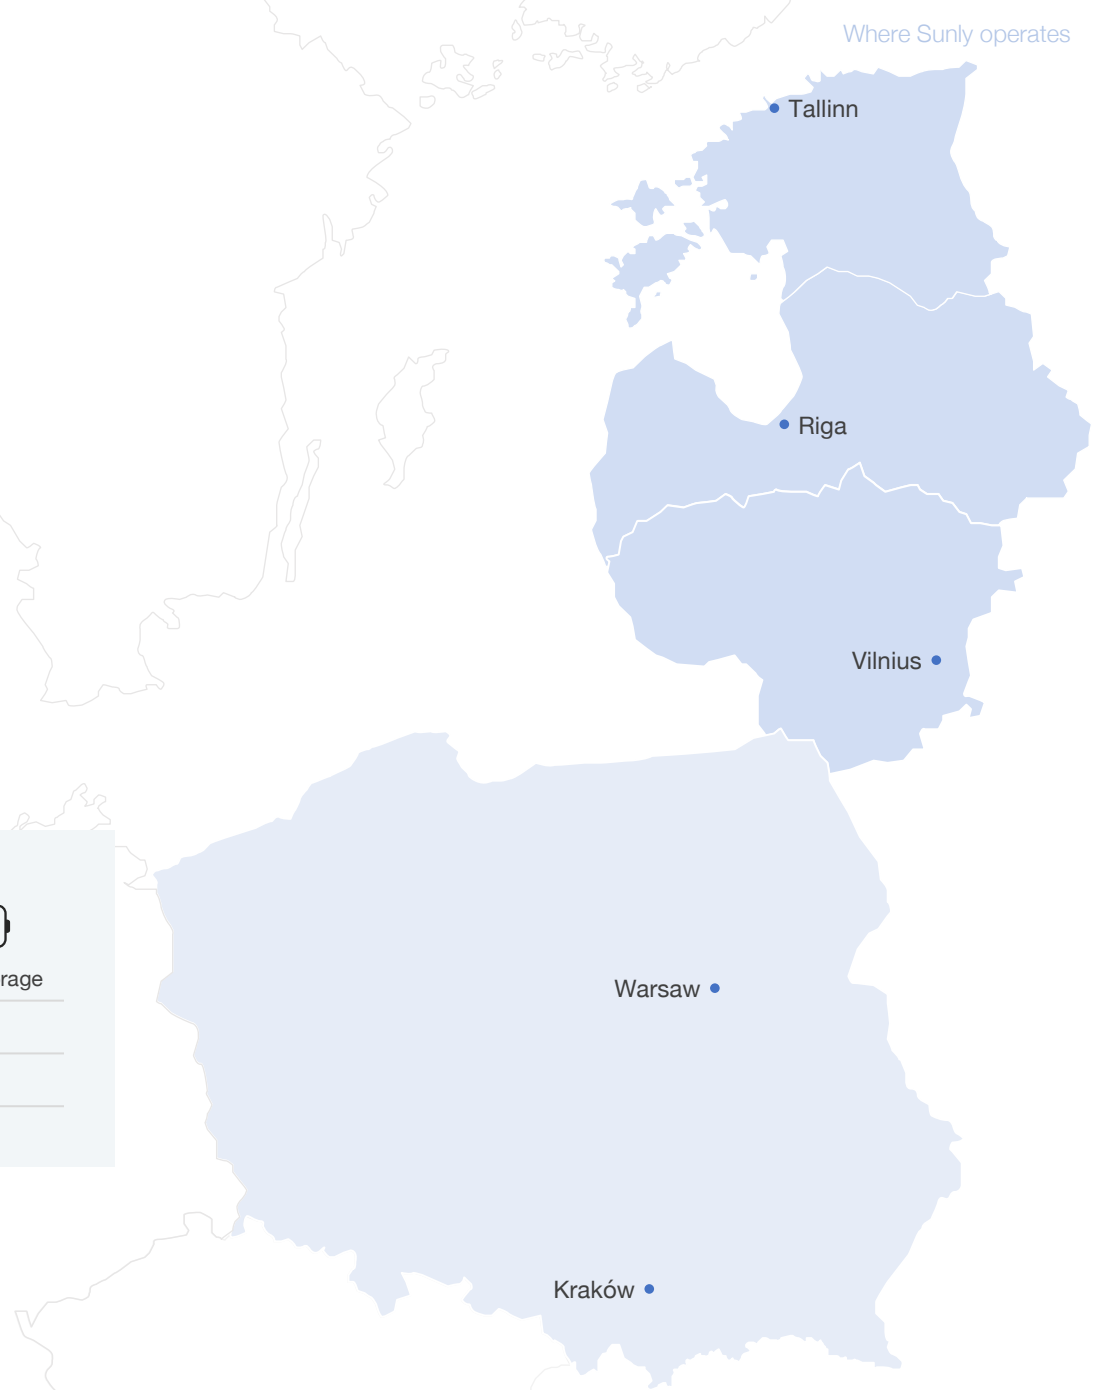 Where Sunly operates
Tallinn
Riga
Vilnius
Warsaw
rage
Kraków